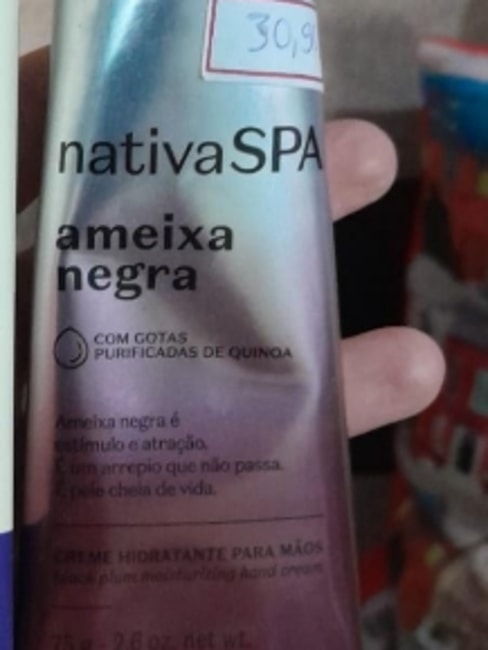 30,9
nativaSPA
ameixa
negra
COM GOTAS
PURIFICADAS DE QUINOA
Ameixa negra é
estímulo e atração.
É um arrepio que não passa.
É pele cheia de vida.
CREME HIDRATANTE PARA MÃOS
black plum moisturizing hand cream
75 g - 2.6 oz. net wt.